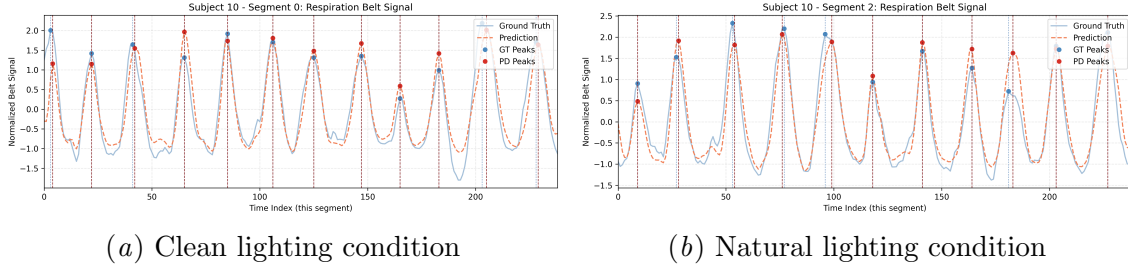 Subject 10 - Segment 0: Respiration Belt Signal
Normalized Belt Signal
2.0
1.5
1.0
0.5
0.0
−0.5
−1.0
−1.5
Ground Truth
Prediction
GT Peaks
PD Peaks
0 50 100 150 200
Time Index (this segment)
(a) Clean lighting condition
Subject 10 - Segment 2: Respiration Belt Signal
Normalized Belt Signal
2.5
2.0
1.5
1.0
0.5
0.0
−0.5
−1.0
−1.5
Ground Truth
Prediction
GT Peaks
PD Peaks
0 50 100 150 200
Time Index (this segment)
(b) Natural lighting condition